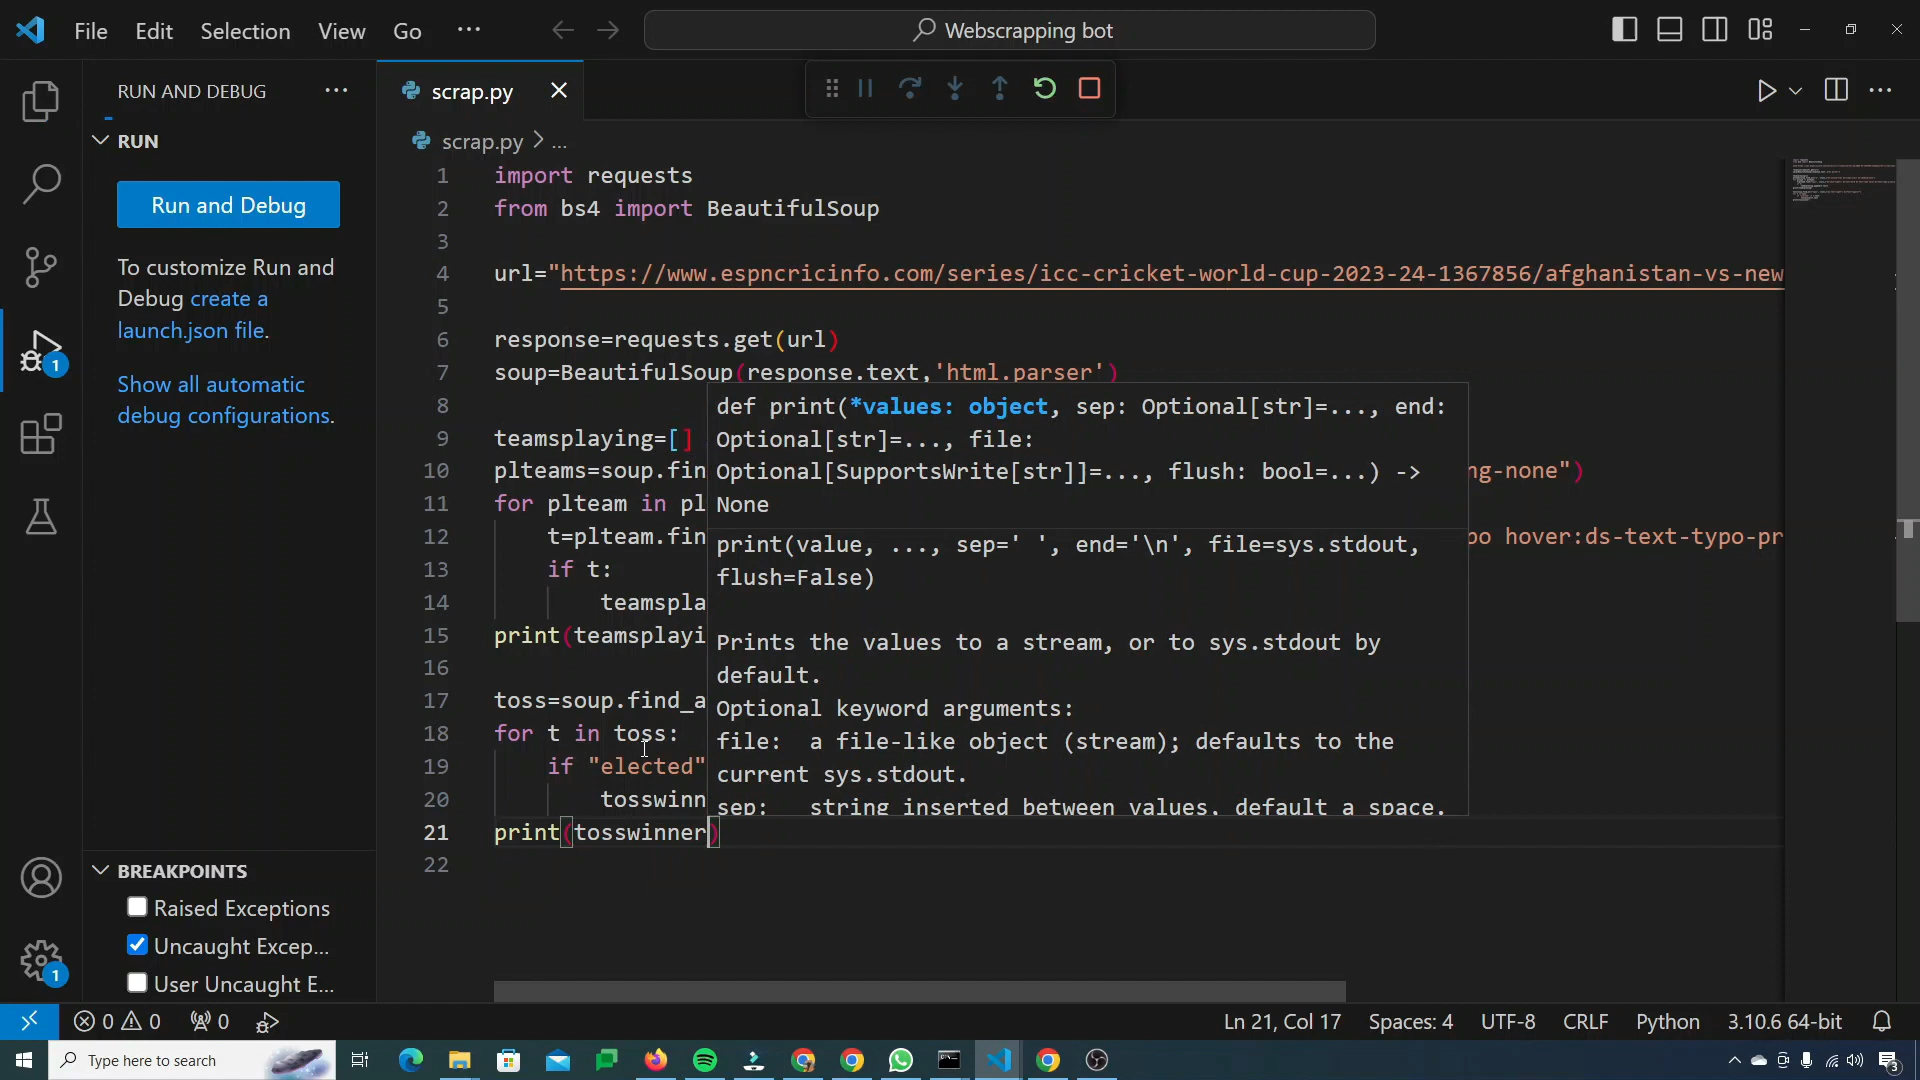 File Edit Selection View Go ···
Webscrapping bot
RUN AND DEBUG ···
scrap.py
RUN
Run and Debug
To customize Run and
Debug create a
launch.json file.
Show all automatic
debug configurations.
scrap.py > ...
1 import requests
2 from bs4 import BeautifulSoup
3
4 url="https://www.espncricinfo.com/series/icc-cricket-world-cup-2023-24-1367856/afghanistan-vs-new
5
6 response=requests.get(url)
7 soup=BeautifulSoup(response.text,'html.parser')
8
9 teamsplaying=[]
10 plteams=soup.fin ng-none")
11 for plteam in pl
12 t=plteam.fin po hover:ds-text-typo-pr
13 if t:
14 teamspla
15 print(teamsplayi
16
17 toss=soup.find_a
18 for t in toss:
19 if "elected"
20 tosswinn
21 print(tosswinner)
22
def print(*values: object, sep: Optional[str]=..., end:
Optional[str]=..., file:
Optional[SupportsWrite[str]]=..., flush: bool=...) ->
None
print(value, ..., sep=' ', end='\n', file=sys.stdout,
flush=False)
Prints the values to a stream, or to sys.stdout by
default.
Optional keyword arguments:
file: a file-like object (stream); defaults to the
current sys.stdout.
sep: string inserted between values, default a space.
BREAKPOINTS
Raised Exceptions
Uncaught Excep...
User Uncaught E...
1
1
0 0 0
Ln 21, Col 17 Spaces: 4 UTF-8 CRLF Python 3.10.6 64-bit
Type here to search
3